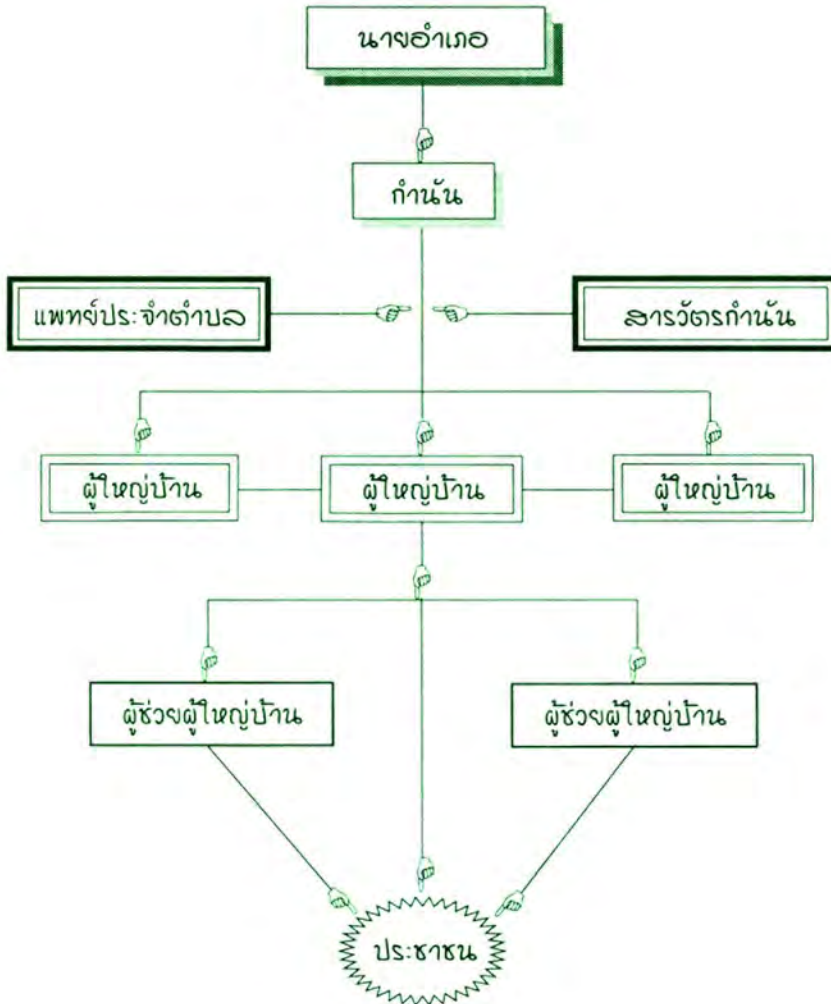 นายอำเภอ
กำนัน
แพทย์ประจำตำบล
สารวัตรกำนัน
ผู้ใหญ่บ้าน
ผู้ใหญ่บ้าน
ผู้ใหญ่บ้าน
ผู้ช่วยผู้ใหญ่บ้าน
ผู้ช่วยผู้ใหญ่บ้าน
ประชาชน